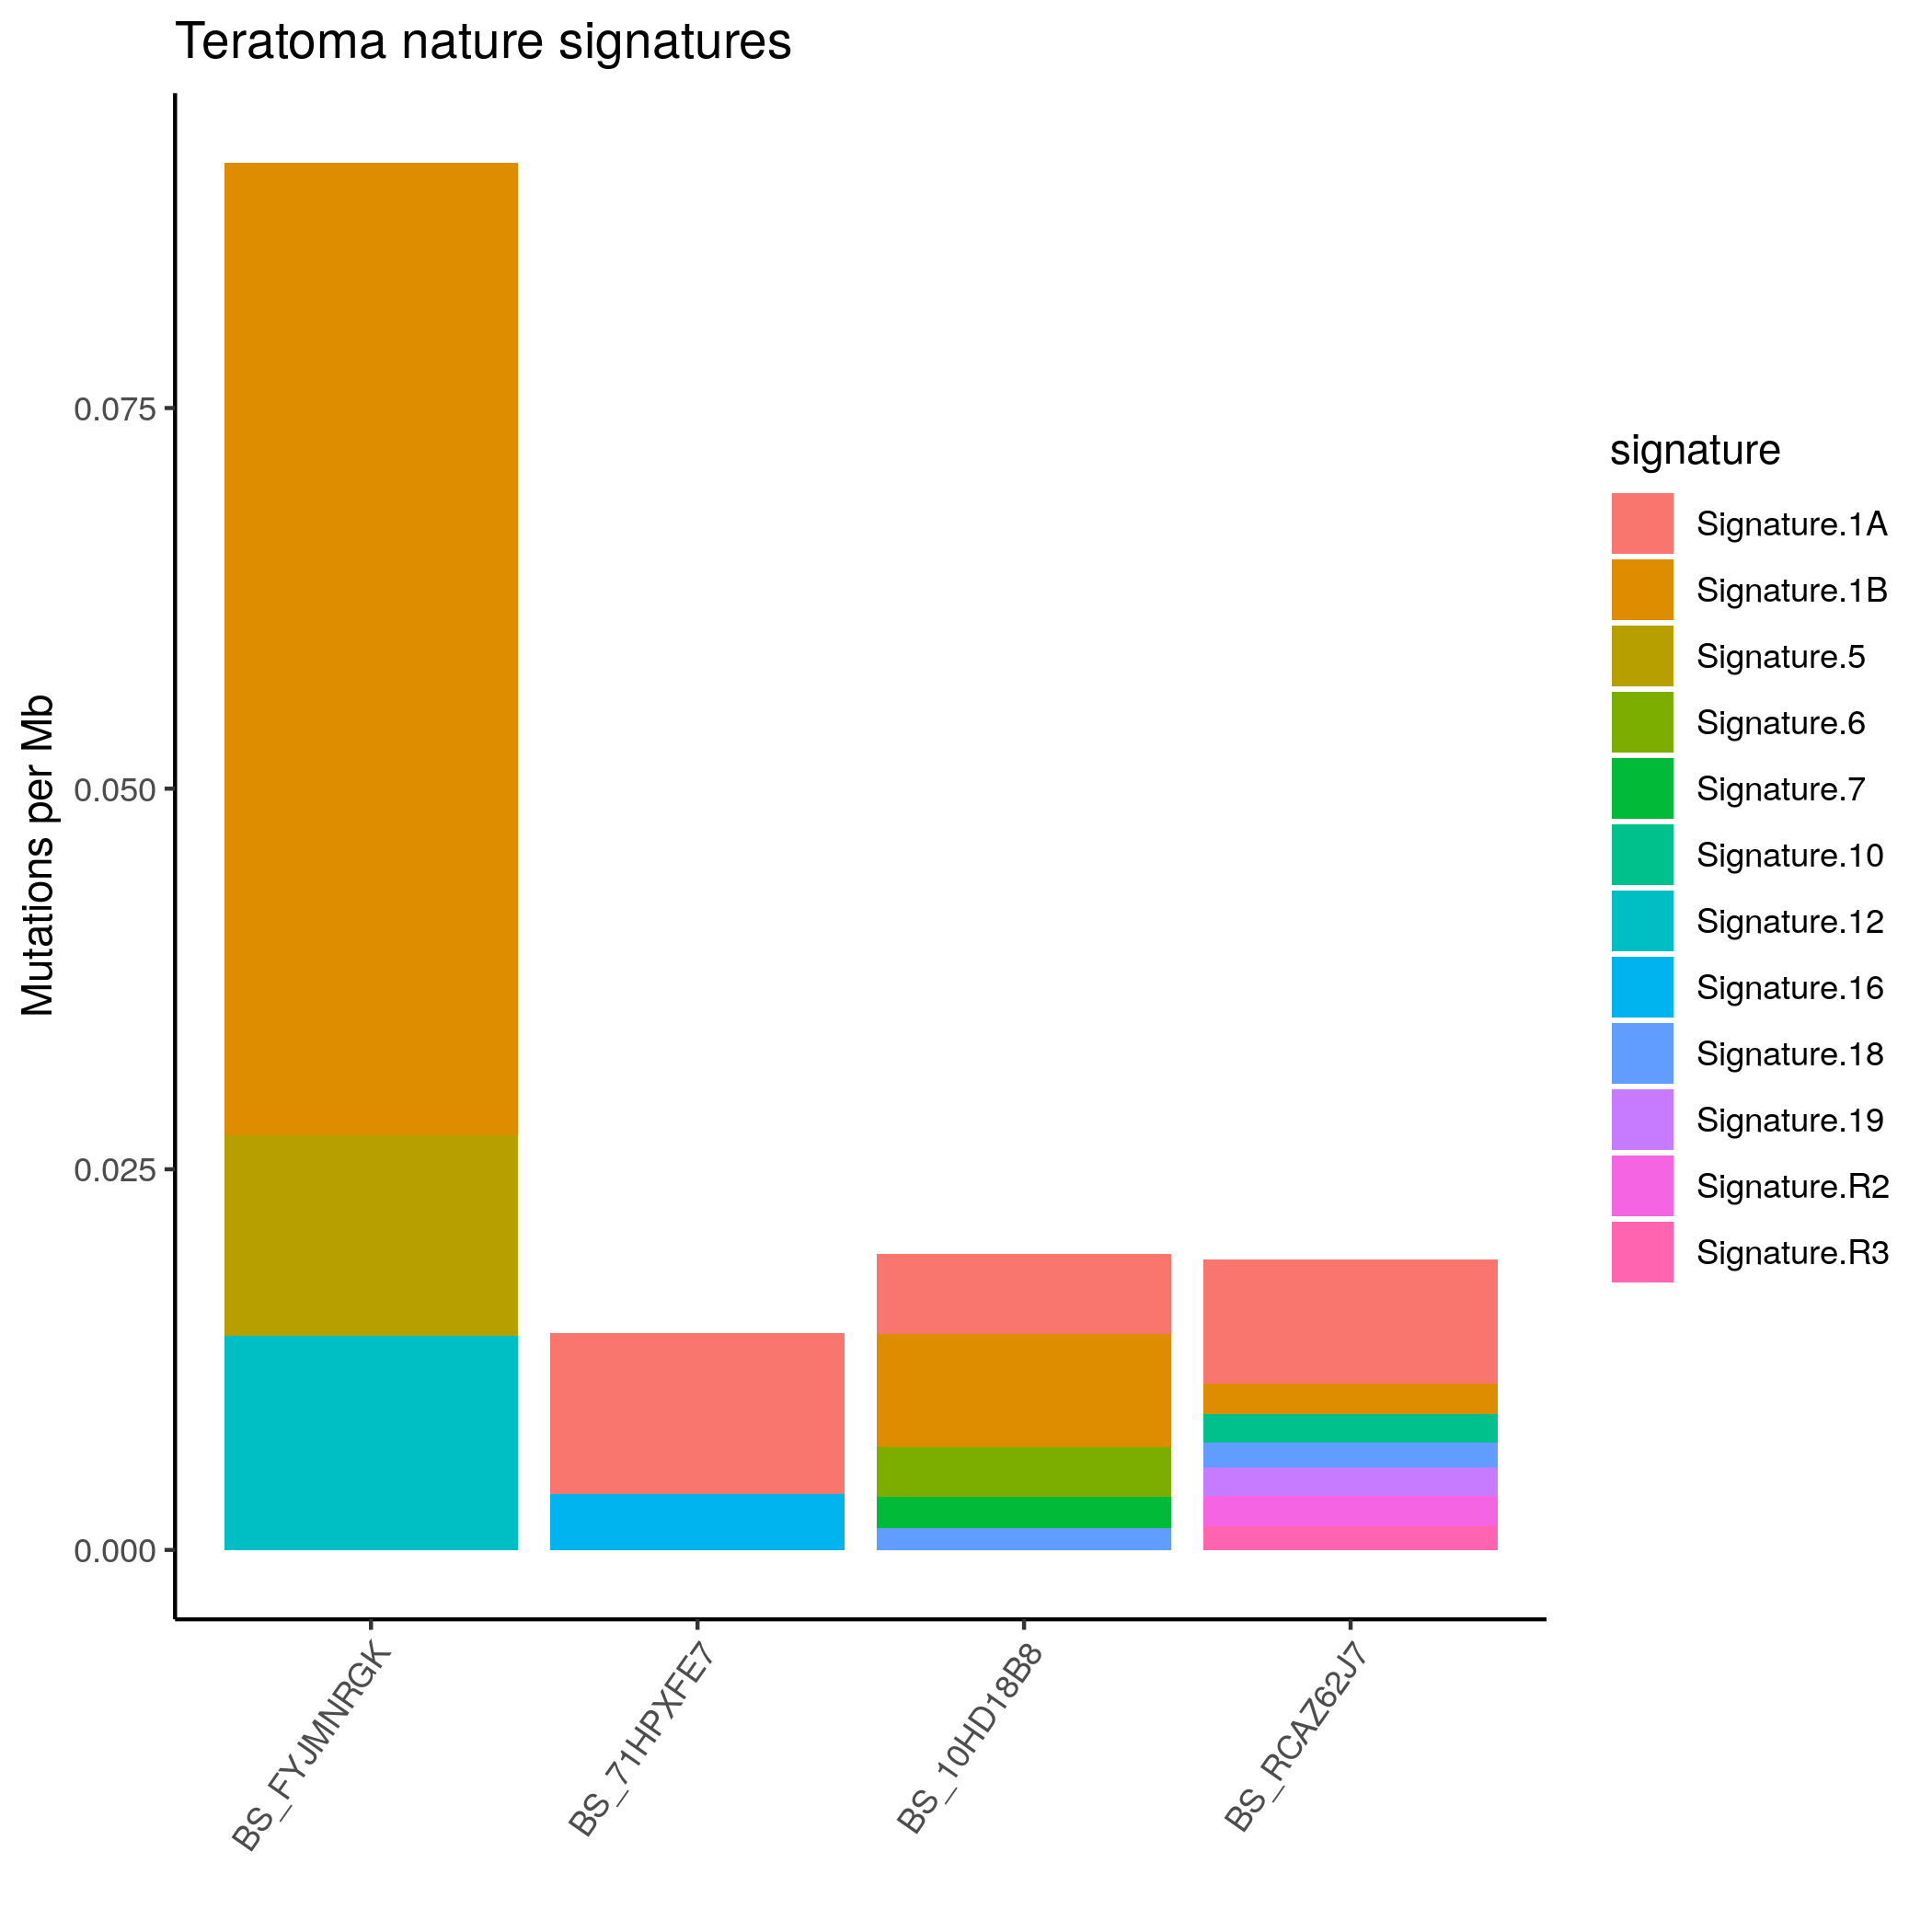 Teratoma nature signatures
Mutations per Mb
0.075
0.050
0.025
0.000
BS_FYJMNRGK
BS_71HPXFE7
BS_10HD18B8
BS_RCAZ62J7
signature
Signature.1A
Signature.1B
Signature.5
Signature.6
Signature.7
Signature.10
Signature.12
Signature.16
Signature.18
Signature.19
Signature.R2
Signature.R3